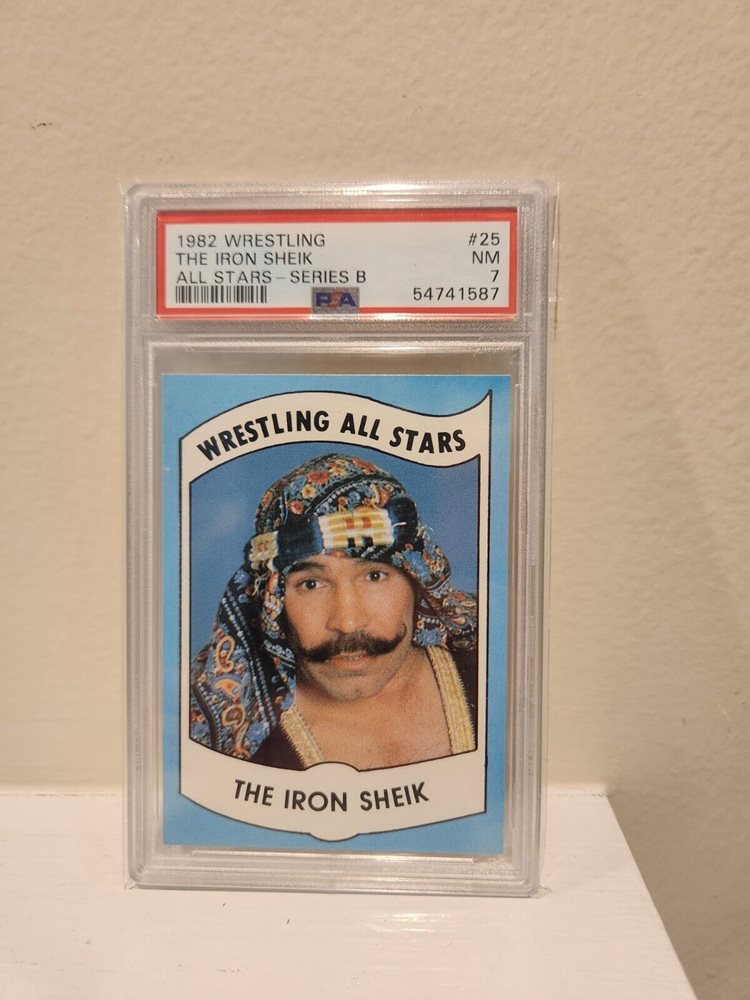 1982 WRESTLING #25
THE IRON SHEIK NM
ALL STARS - SERIES B 7
PSA 54741587
WRESTLING ALL STARS
THE IRON SHEIK